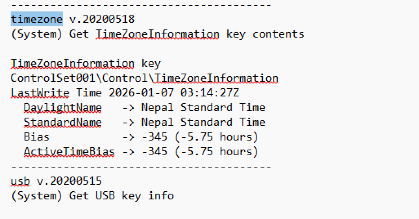 ----------------------------------------
timezone v.20200518
(System) Get TimeZoneInformation key contents
TimeZoneInformation key
ControlSet001\Control\TimeZoneInformation
LastWrite Time 2026-01-07 03:14:27Z
DaylightName -> Nepal Standard Time
StandardName -> Nepal Standard Time
Bias -> -345 (-5.75 hours)
ActiveTimeBias -> -345 (-5.75 hours)
----------------------------------------
usb v.20200515
(System) Get USB key info